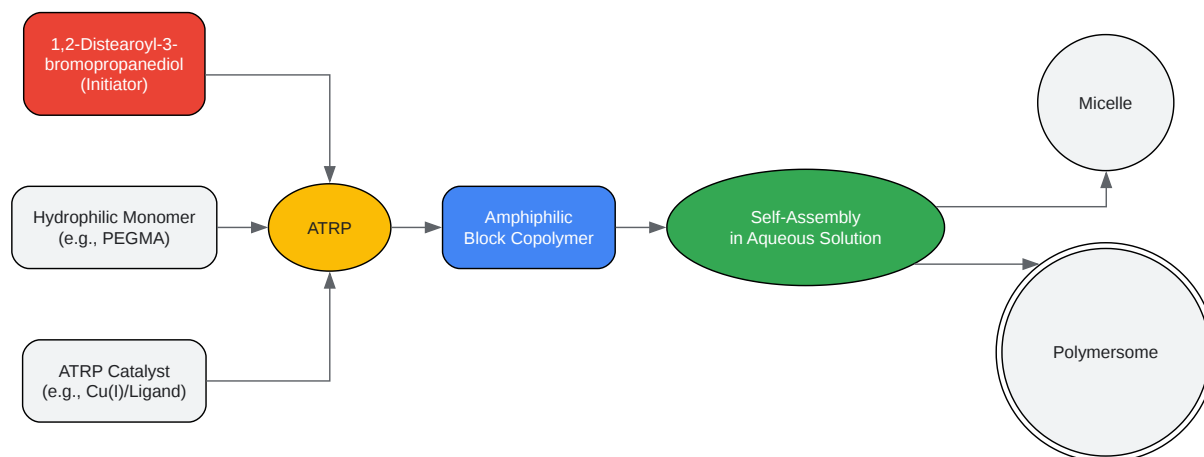 1,2-Distearoyl-3-
bromopropanediol
(Initiator)
Hydrophilic Monomer
(e.g., PEGMA)
ATRP Catalyst
(e.g., Cu(I)/Ligand)
ATRP
Amphiphilic
Block Copolymer
Self-Assembly
in Aqueous Solution
Micelle
Polymersome